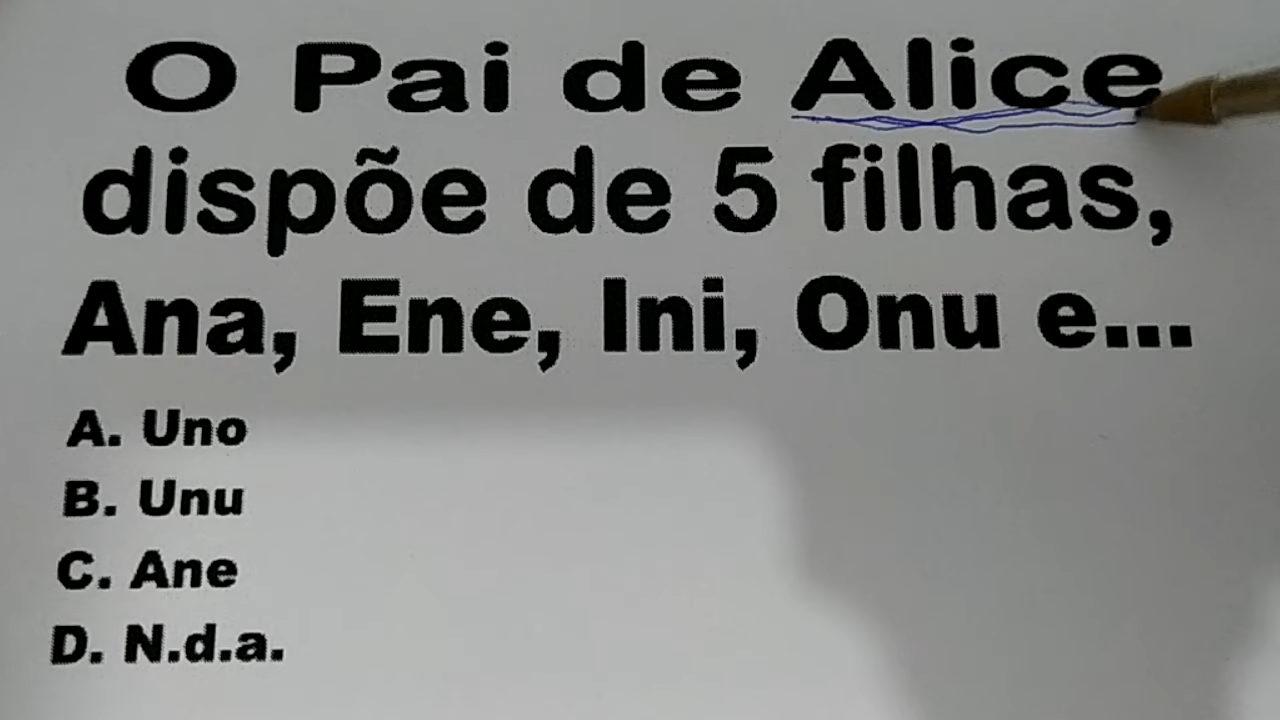 O Pai de Alice
dispõe de 5 filhas,
Ana, Ene, Ini, Onu e...
A. Uno
B. Unu
C. Ane
D. N.d.a.